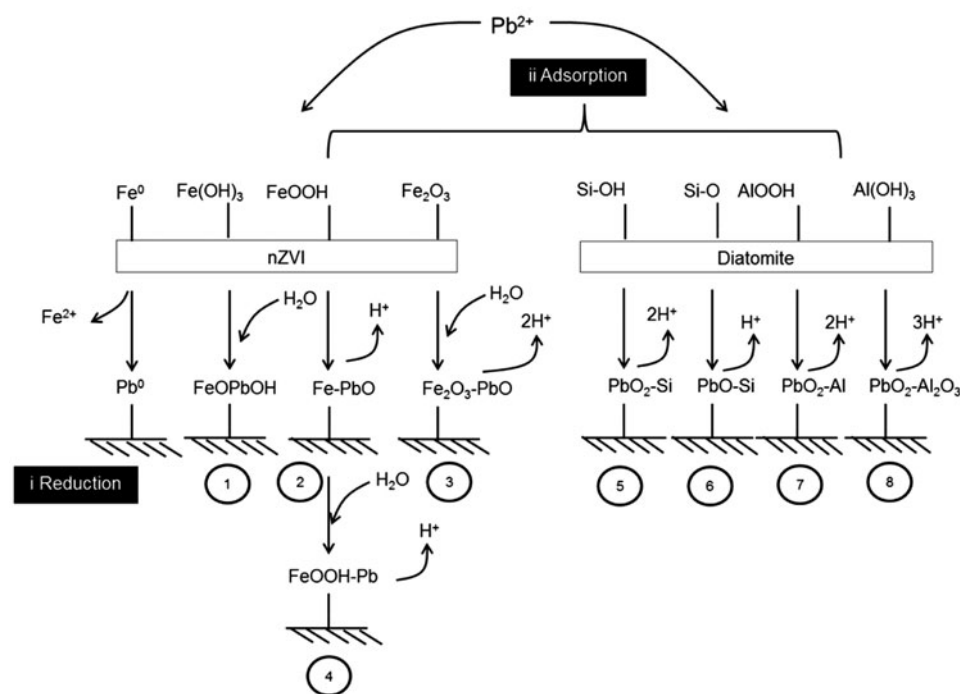 Pb²⁺
ii Adsorption
Fe⁰ Fe(OH)₃ FeOOH Fe₂O₃ Si-OH Si-O AlOOH Al(OH)₃
nZVI Diatomite
Fe²⁺ H₂O H⁺ H₂O 2H⁺ 2H⁺ H⁺ 2H⁺ 3H⁺
Pb⁰ FeOPbOH Fe-PbO Fe₂O₃-PbO PbO₂-Si PbO-Si PbO₂-Al PbO₂-Al₂O₃
i Reduction 1 2 3 5 6 7 8
H₂O
H⁺
FeOOH-Pb
4